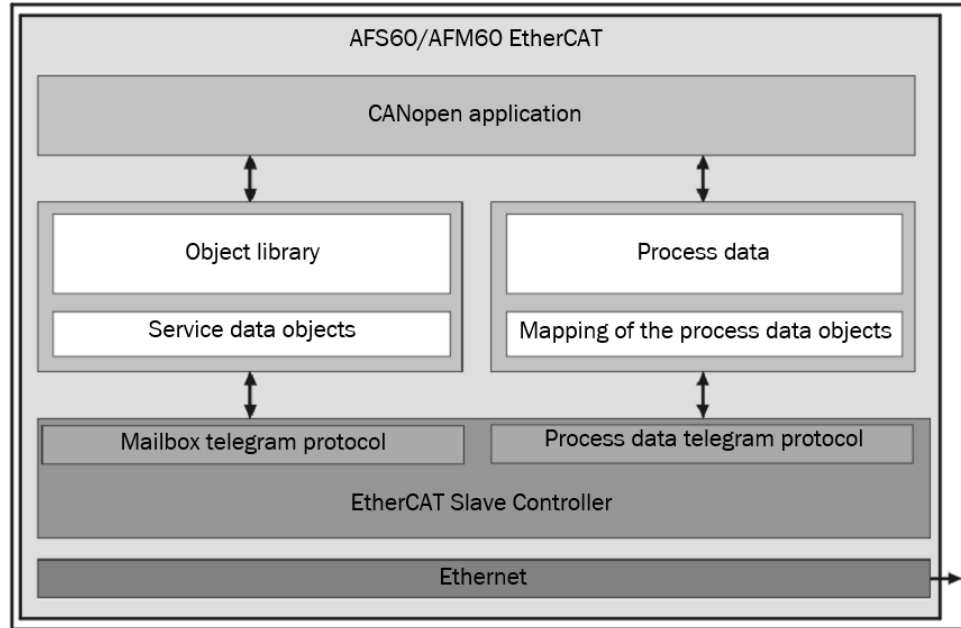 AFS60/AFM60 EtherCAT
CANopen application
Object library
Process data
Service data objects
Mapping of the process data objects
Mailbox telegram protocol
Process data telegram protocol
EtherCAT Slave Controller
Ethernet